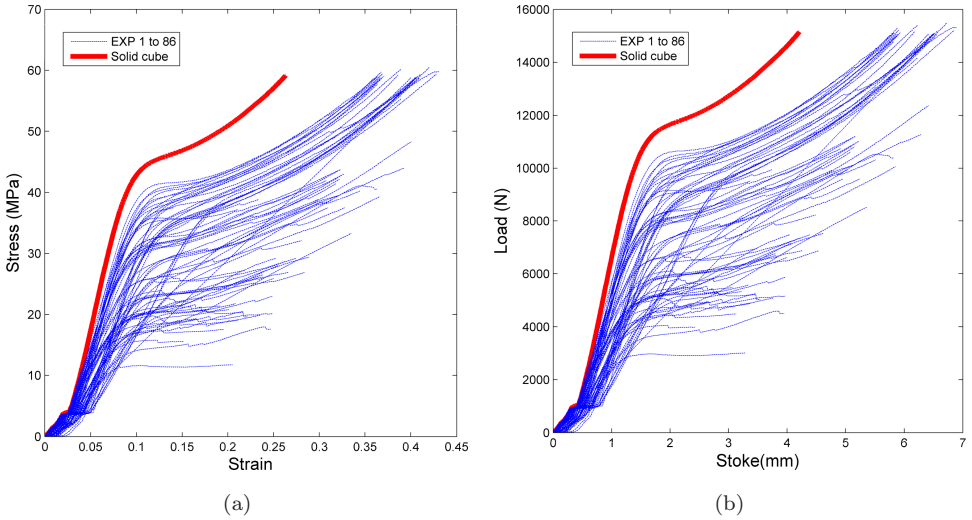 70
60
50
40
30
20
10
0
0 0.05 0.1 0.15 0.2 0.25 0.3 0.35 0.4 0.45
Stress (MPa)
Strain
EXP 1 to 86
Solid cube
(a)
16000
14000
12000
10000
8000
6000
4000
2000
0
0 1 2 3 4 5 6 7
Load (N)
Stoke(mm)
EXP 1 to 86
Solid cube
(b)